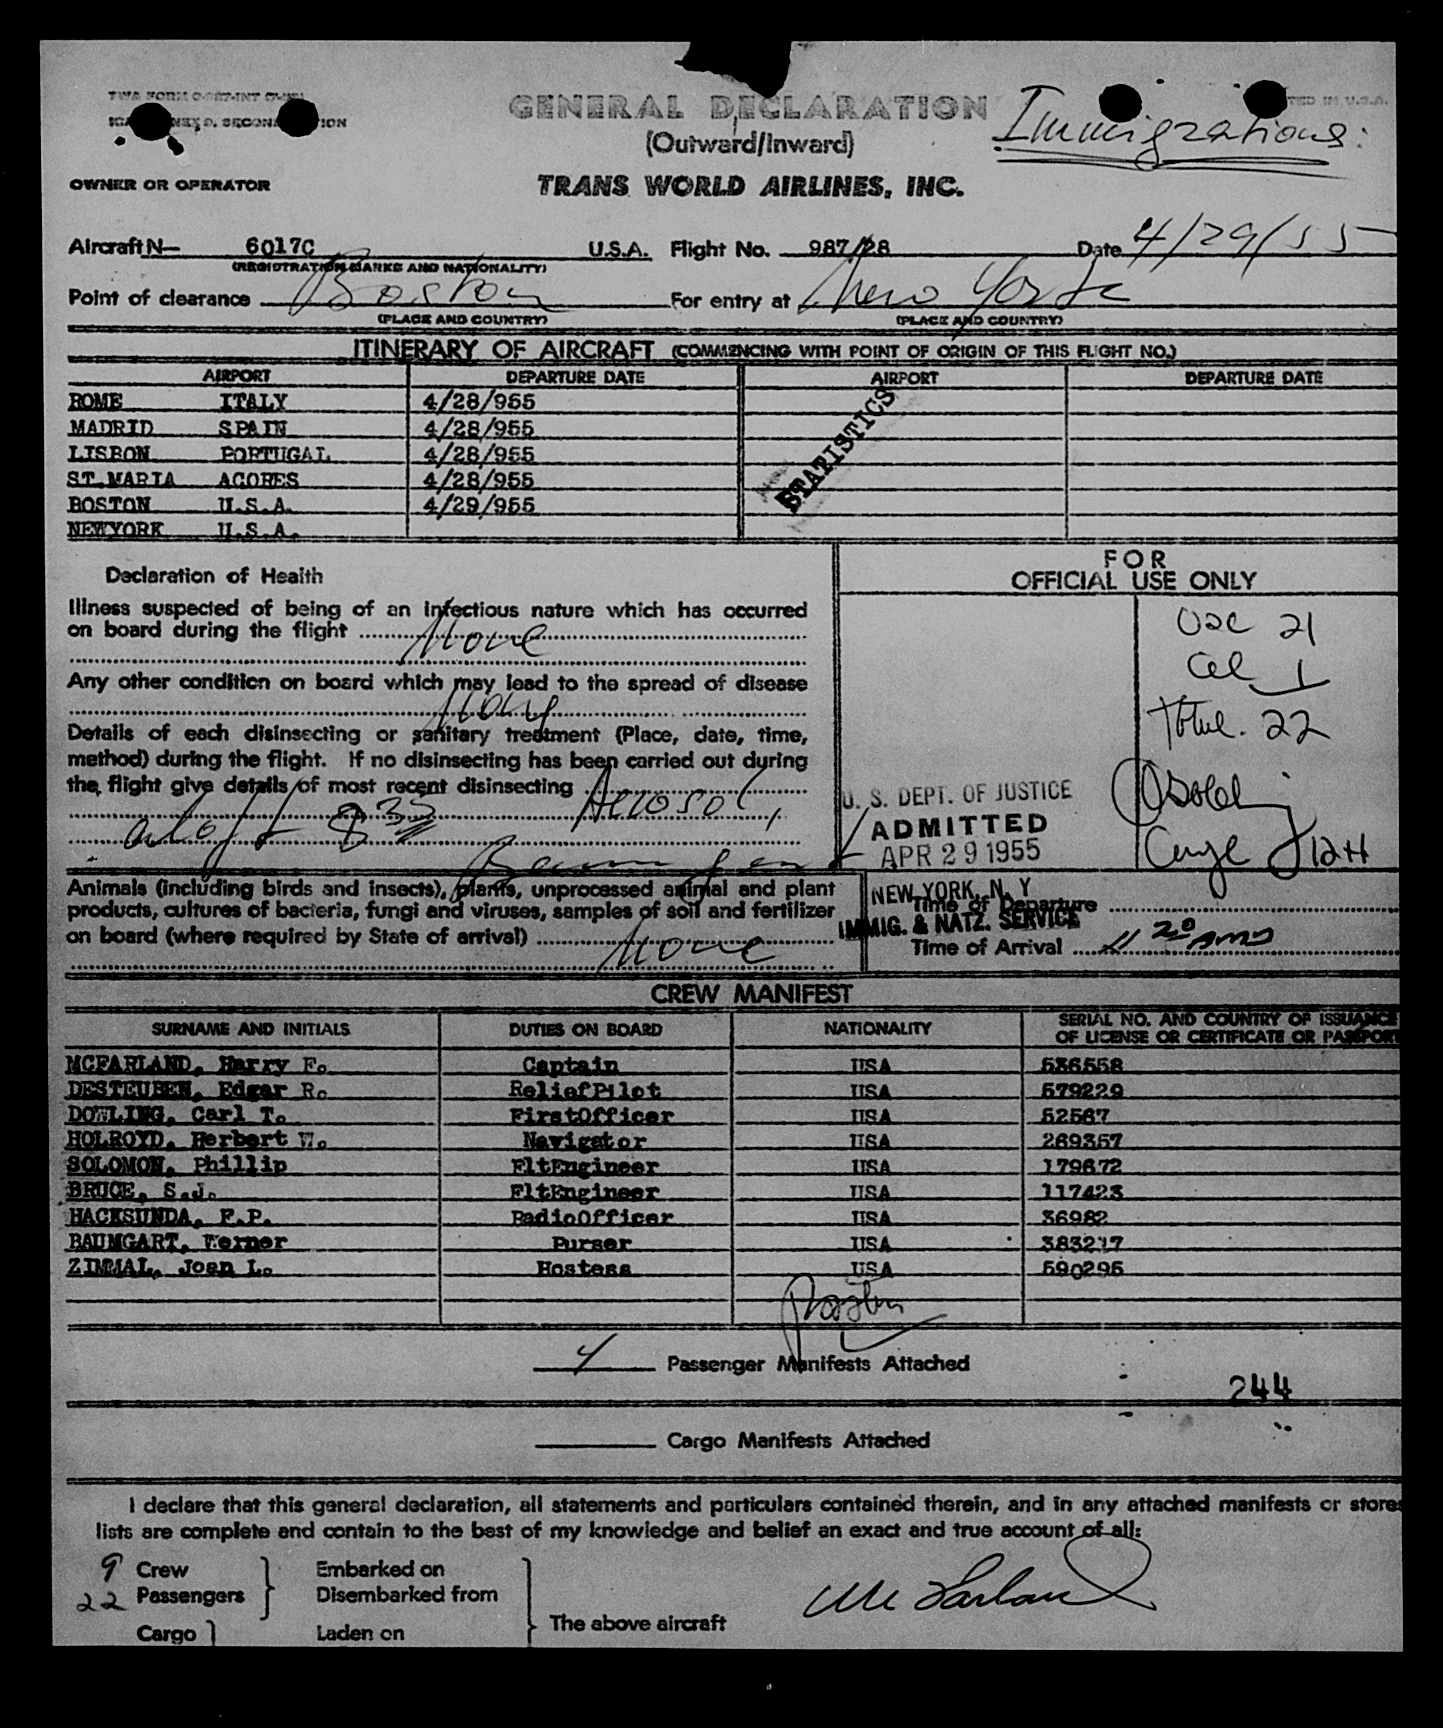 GENERAL DECLARATION
(Outward/Inward)
Immigrations:
OWNER OR OPERATOR
TRANS WORLD AIRLINES, INC.
Aircraft N— 6017C U.S.A. Flight No. 987/28 Date 4/29/55
(REGISTRATION MARKS AND NATIONALITY)
Point of clearance Boston For entry at New York
(PLACE AND COUNTRY) (PLACE AND COUNTRY)
ITINERARY OF AIRCRAFT (COMMENCING WITH POINT OF ORIGIN OF THIS FLIGHT NO.)
AIRPORT DEPARTURE DATE AIRPORT DEPARTURE DATE
ROME ITALY 4/28/955
MADRID SPAIN 4/28/955
LISBON PORTUGAL 4/28/955
ST.MARIA ACORES 4/28/955
BOSTON U.S.A. 4/29/955
NEWYORK U.S.A.
STATISTICS
FOR
OFFICIAL USE ONLY
Declaration of Health
Illness suspected of being of an infectious nature which has occurred
on board during the flight None
Any other condition on board which may lead to the spread of disease
Details of each disinsecting or sanitary treatment (Place, date, time,
method) during the flight. If no disinsecting has been carried out during
the flight give details of most recent disinsecting Aerosol,
aloft 8 35
USC 21
1
Total. 22
U. S. DEPT. OF JUSTICE
ADMITTED
APR 29 1955
NEW YORK, N. Y
IMMIG. & NATZ. SERVICE
Animals (including birds and insects), plants, unprocessed animal and plant
products, cultures of bacteria, fungi and viruses, samples of soil and fertilizer
on board (where required by State of arrival) None
Time of Departure
Time of Arrival 11 20
CREW MANIFEST
SURNAME AND INITIALS DUTIES ON BOARD NATIONALITY SERIAL NO. AND COUNTRY OF ISSUANCE
OF LICENSE OR CERTIFICATE OR PASSPORT
MCFARLAND, Harry F. Captain USA 536558
DESTEUBEN, Edgar R. ReliefPilot USA 579229
DOWLING, Carl T. FirstOfficer USA 52567
HOLROYD, Herbert W. Navigator USA 269357
SOLOMON, Phillip FltEngineer USA 179672
BRUCE, S.J. FltEngineer USA 117423
HACKSUNDA, F.P. RadioOfficer USA 36982
BAUMGART, Werner Purser USA 383217
ZIMMAL, Joan L. Hostess USA 590295
4 Passenger Manifests Attached
244
Cargo Manifests Attached
I declare that this general declaration, all statements and particulars contained therein, and in any attached manifests or stores
lists are complete and contain to the best of my knowledge and belief an exact and true account of all:
9 Crew Embarked on
22 Passengers Disembarked from
The above aircraft
McFarland
Cargo Laden on